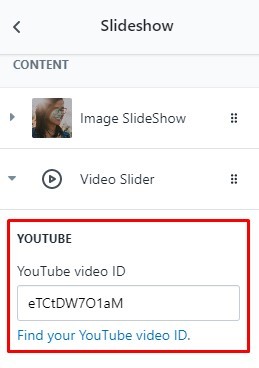 Slideshow
CONTENT
Image SlideShow
Video Slider
YOUTUBE
YouTube video ID
eTCtDW7O1aM
Find your YouTube video ID.